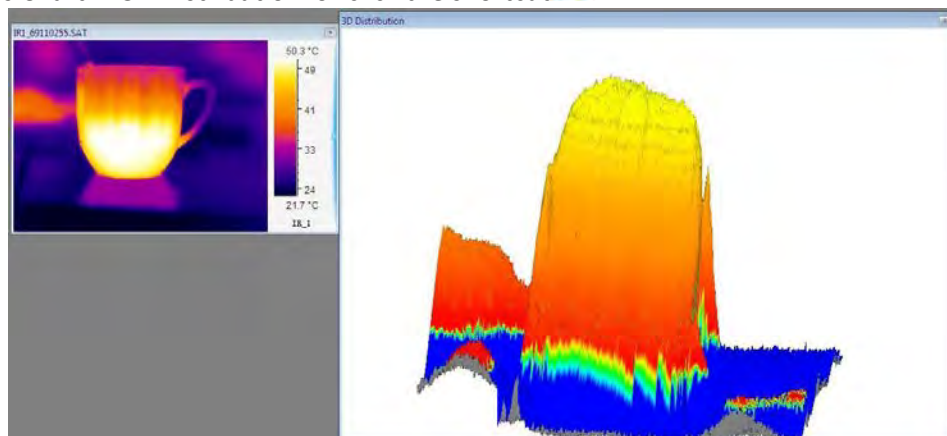 IR1_69110255.SAT
50.3 °C
49
41
33
24
21.7 °C
IR_1
3D Distribution